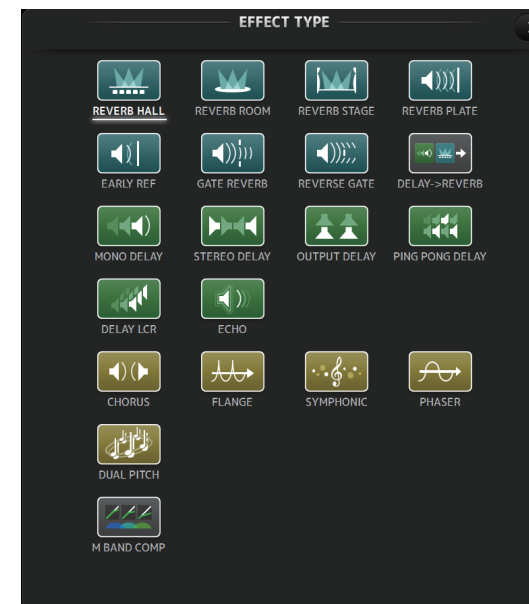 EFFECT TYPE
REVERB HALL
REVERB ROOM
REVERB STAGE
REVERB PLATE
EARLY REF
GATE REVERB
REVERSE GATE
DELAY->REVERB
MONO DELAY
STEREO DELAY
OUTPUT DELAY
PING PONG DELAY
DELAY LCR
ECHO
CHORUS
FLANGE
SYMPHONIC
PHASER
DUAL PITCH
M BAND COMP